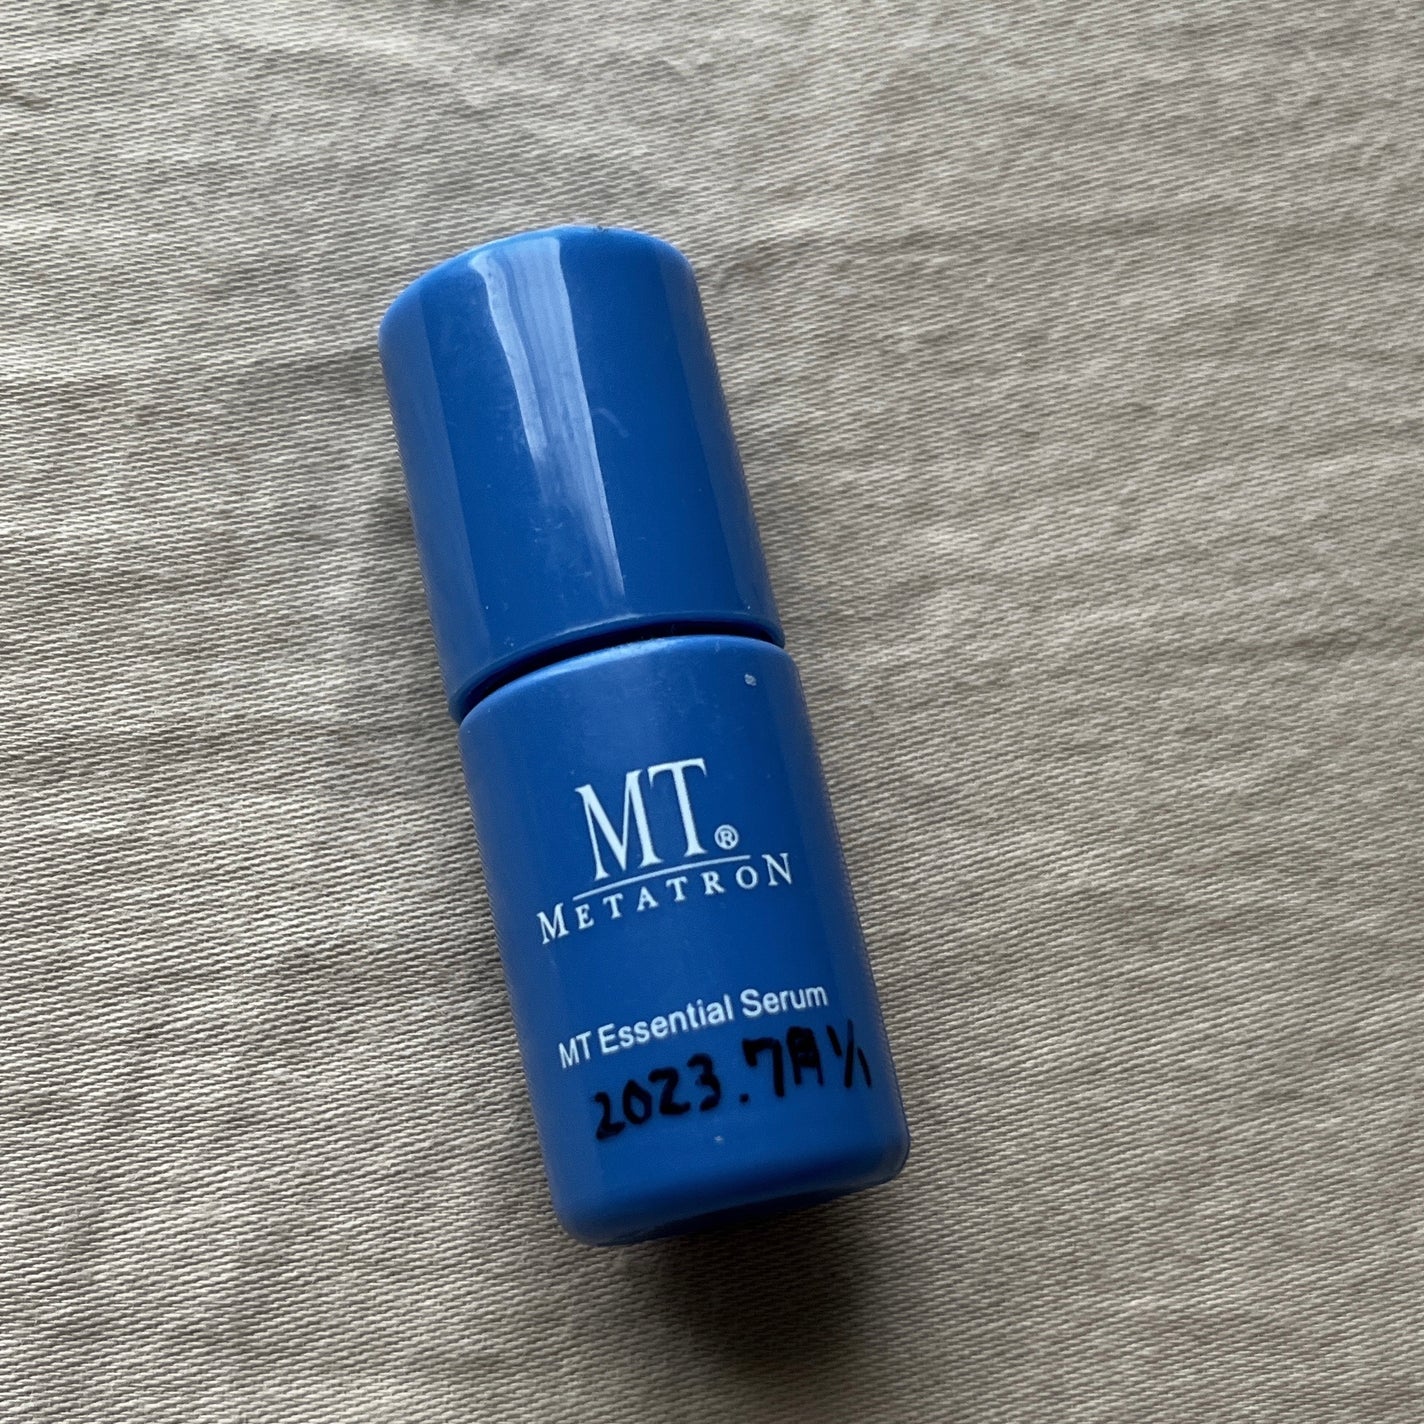 MT®
METATRON
MT Essential Serum
2023.7月 1/1